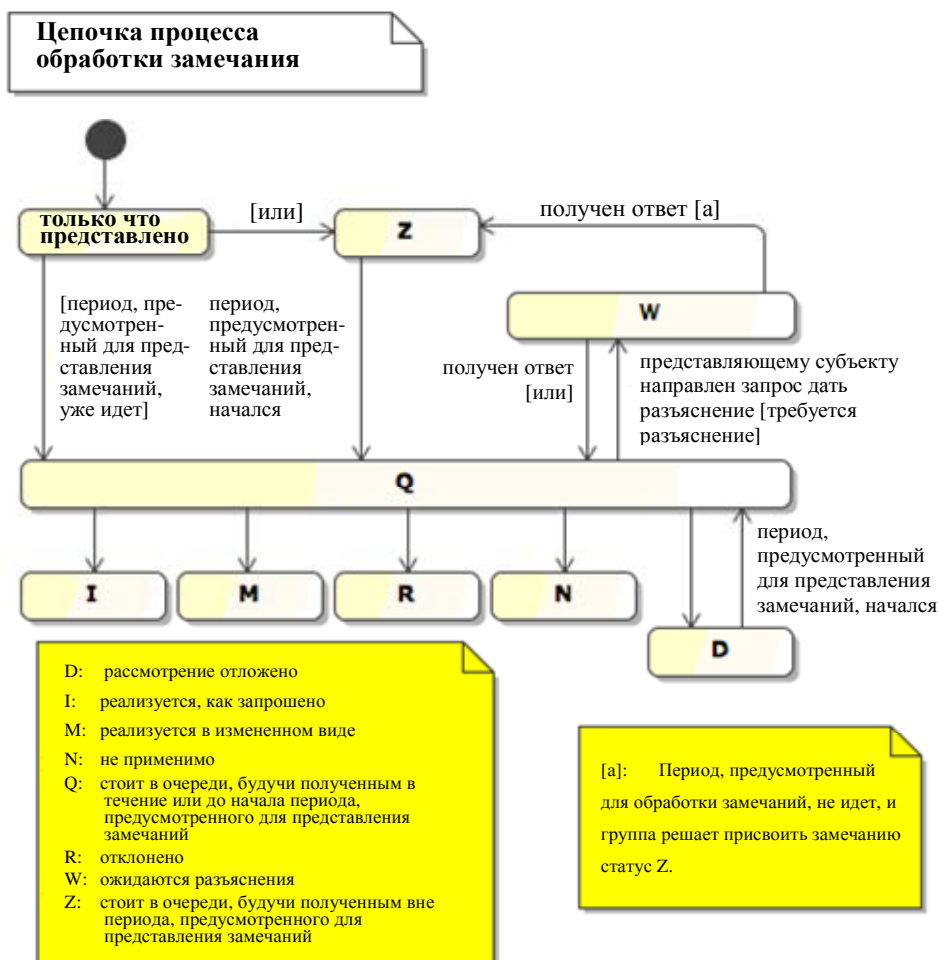 Цепочка процесса
обработки замечания
только что
представлено
[или]
Z
получен ответ [a]
W
[период, пре-
дусмотрен-
ный для пред-
ставления
замечаний,
уже идет]
период,
предусмотрен-
ный для пред-
ставления
замечаний,
начался
получен ответ
[или]
представляющему субъекту
направлен запрос дать
разъяснение [требуется
разъяснение]
Q
I
M
R
N
период,
предусмотренный
для представления
замечаний, начался
D
D: рассмотрение отложено
I: реализуется, как запрошено
M: реализуется в измененном виде
N: не применимо
Q: стоит в очереди, будучи полученным в
течение или до начала периода,
предусмотренного для представления
замечаний
R: отклонено
W: ожидаются разъяснения
Z: стоит в очереди, будучи полученным вне
периода, предусмотренного для
представления замечаний
[a]: Период, предусмотренный
для обработки замечаний, не идет, и
группа решает присвоить замечанию
статус Z.